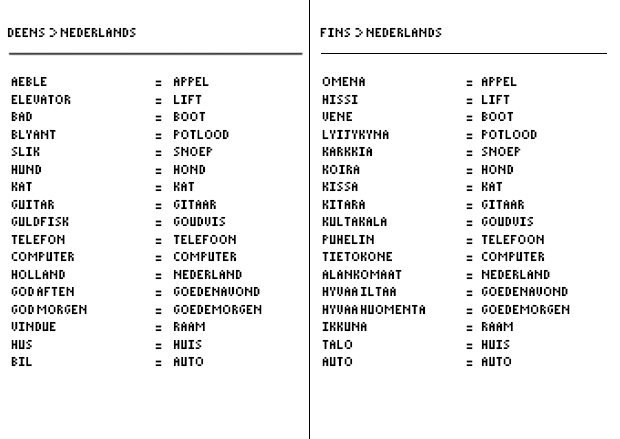 DEENS > NEDERLANDS
AEBLE = APPEL
ELEVATOR = LIFT
BAD = BOOT
BLYANT = POTLOOD
SLIK = SNOEP
HUND = HOND
KAT = KAT
GUITAR = GITAAR
GULDFISK = GOUDVIS
TELEFON = TELEFOON
COMPUTER = COMPUTER
HOLLAND = NEDERLAND
GOD AFTEN = GOEDENAVOND
GOD MORGEN = GOEDEMORGEN
VINDUE = RAAM
HUS = HUIS
BIL = AUTO
FINS > NEDERLANDS
OMENA = APPEL
HISSI = LIFT
VENE = BOOT
LYIJYKYNA = POTLOOD
KARKKIA = SNOEP
KOIRA = HOND
KISSA = KAT
KITARA = GITAAR
KULTAKALA = GOUDVIS
PUHELIN = TELEFOON
TIETOKONE = COMPUTER
ALANKOMAAT = NEDERLAND
HYVAA ILTAA = GOEDENAVOND
HYVAA HUOMENTA = GOEDEMORGEN
IKKUNA = RAAM
TALO = HUIS
AUTO = AUTO